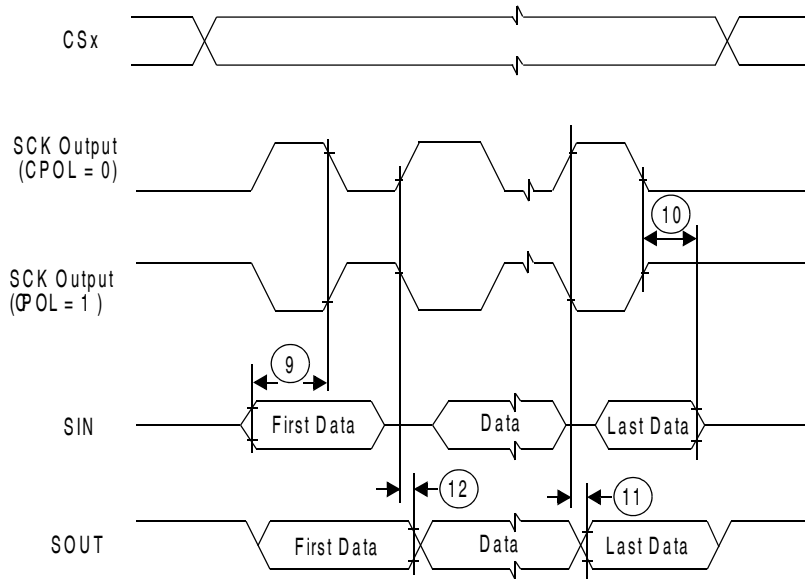 CSx
SCK Output
(CPOL = 0)
10
SCK Output
(CPOL = 1 )
9
SIN
First Data
Data
Last Data
12
11
SOUT
First Data
Data
Last Data